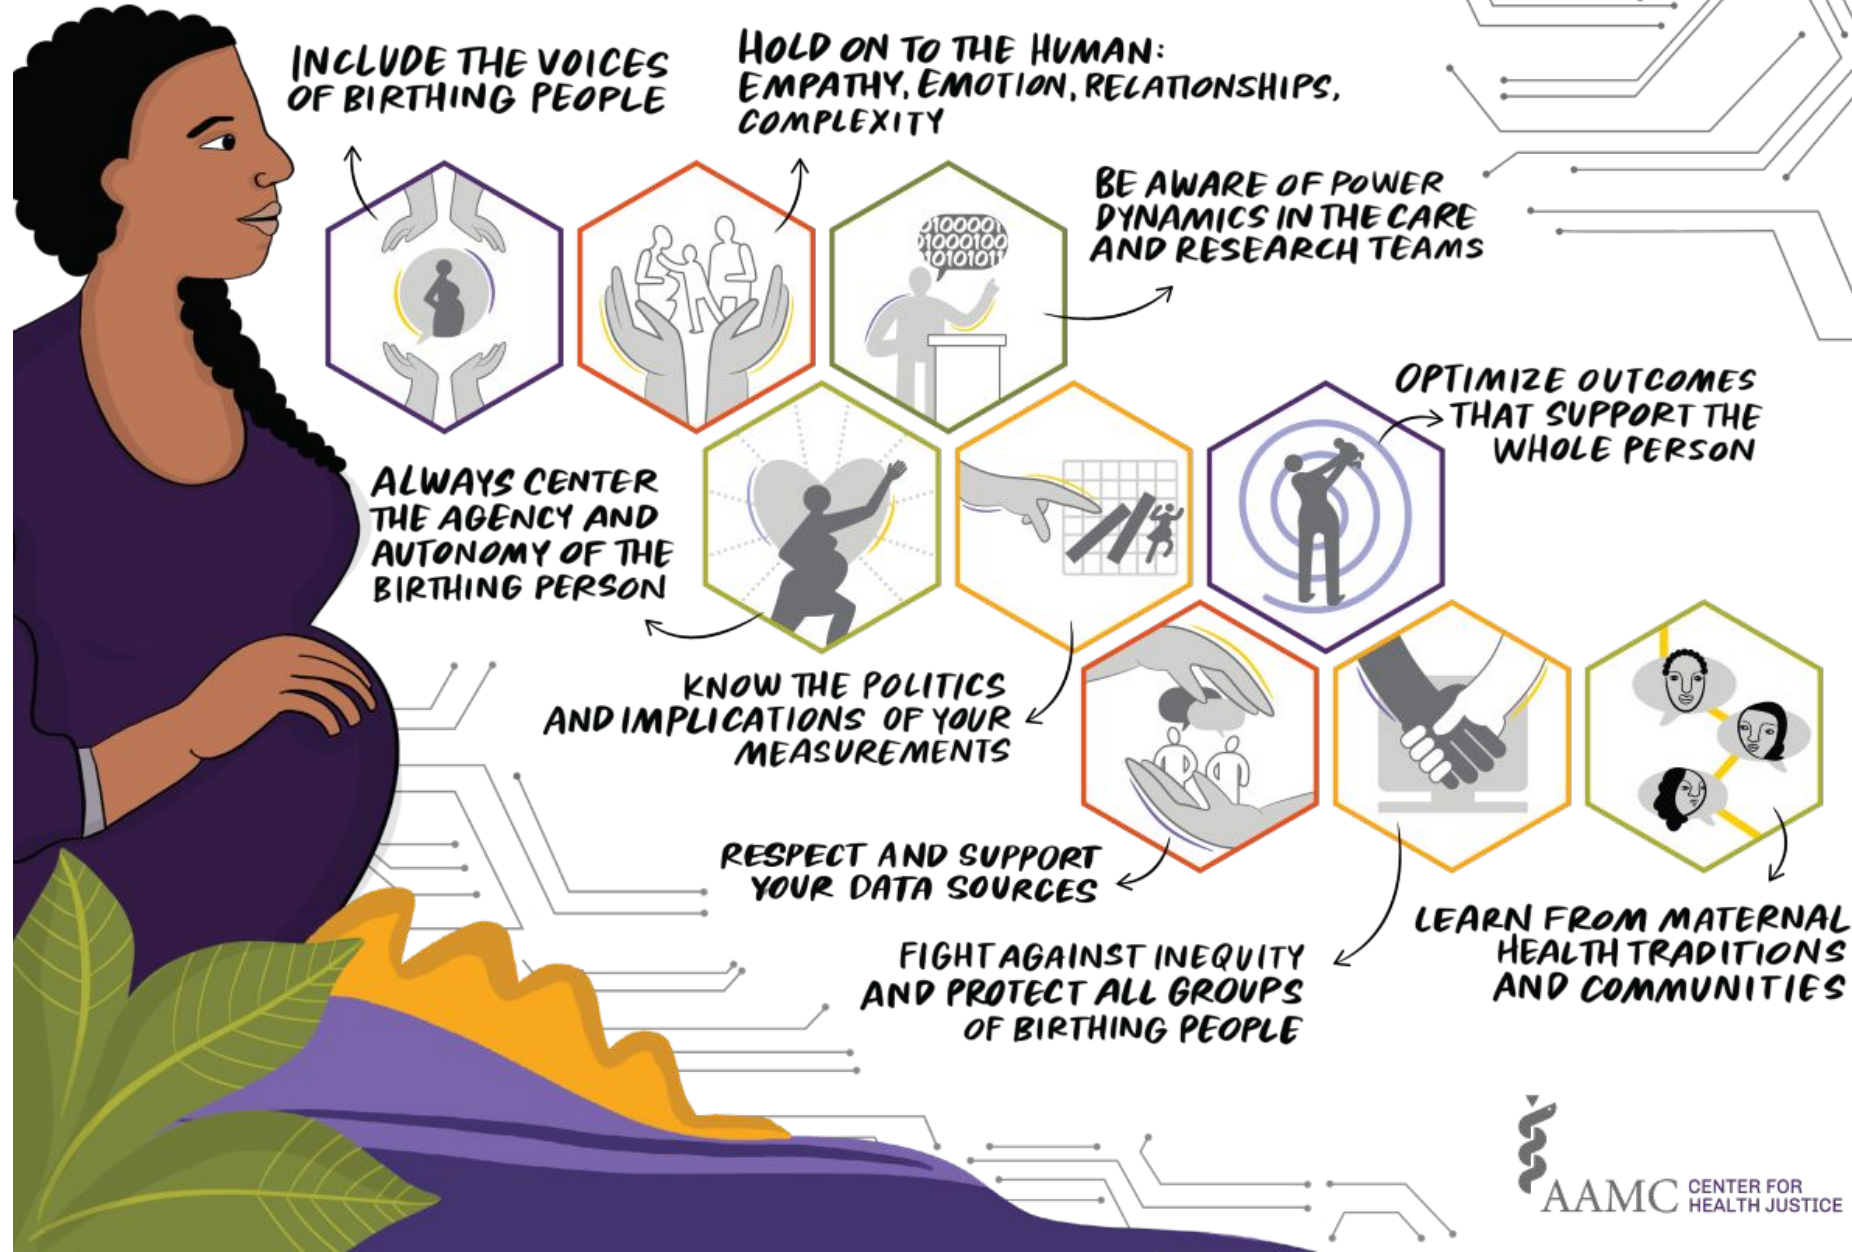 INCLUDE THE VOICES
OF BIRTHING PEOPLE
HOLD ON TO THE HUMAN:
EMPATHY, EMOTION, RELATIONSHIPS,
COMPLEXITY
BE AWARE OF POWER
DYNAMICS IN THE CARE
AND RESEARCH TEAMS
0100001
01000100
10101011
OPTIMIZE OUTCOMES
THAT SUPPORT THE
WHOLE PERSON
ALWAYS CENTER
THE AGENCY AND
AUTONOMY OF THE
BIRTHING PERSON
KNOW THE POLITICS
AND IMPLICATIONS OF YOUR
MEASUREMENTS
RESPECT AND SUPPORT
YOUR DATA SOURCES
FIGHT AGAINST INEQUITY
AND PROTECT ALL GROUPS
OF BIRTHING PEOPLE
LEARN FROM MATERNAL
HEALTH TRADITIONS
AND COMMUNITIES
AAMC
CENTER FOR
HEALTH JUSTICE